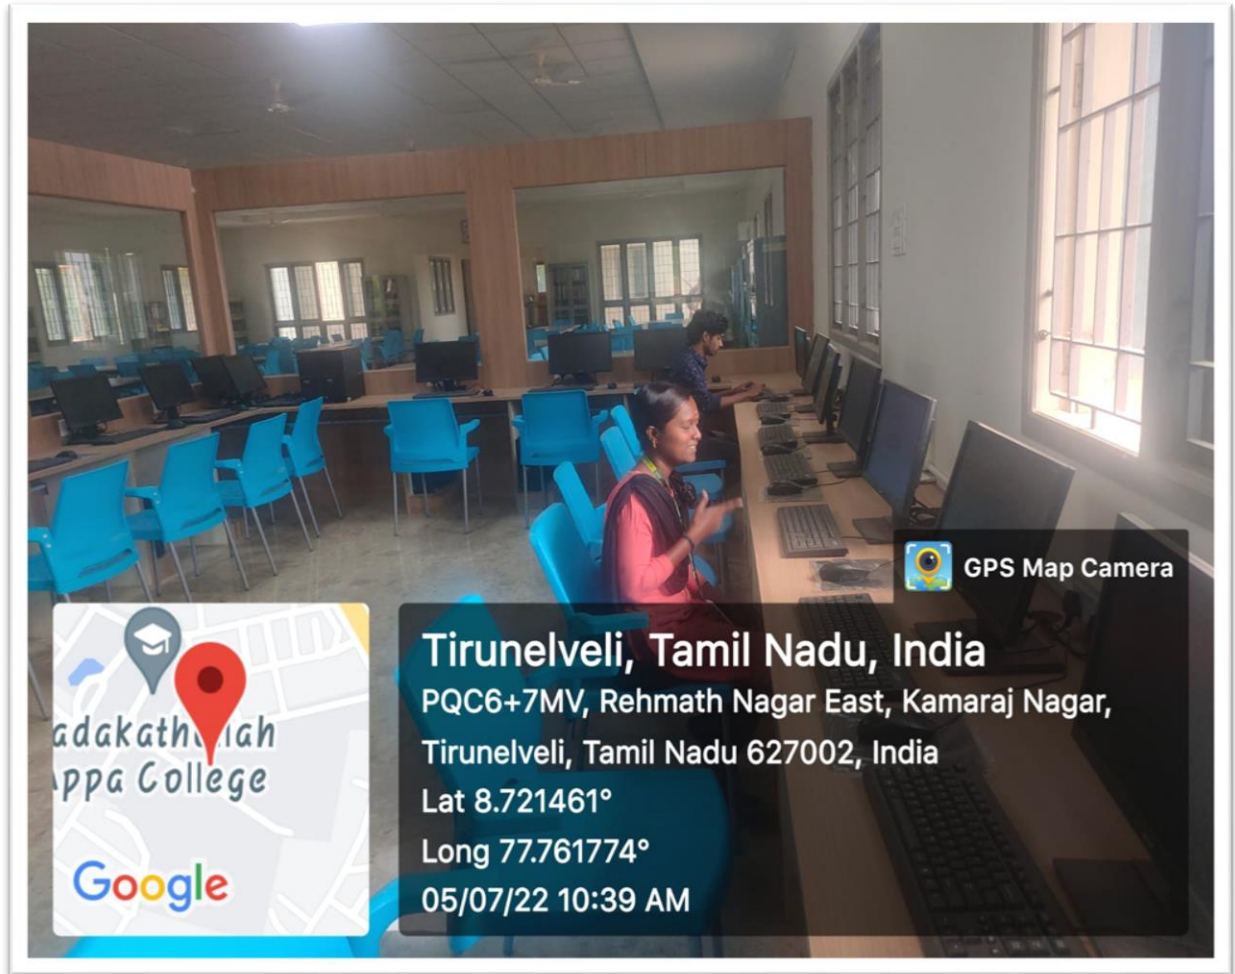 GPS Map Camera
Tirunelveli, Tamil Nadu, India
PQC6+7MV, Rehmath Nagar East, Kamaraj Nagar,
Tirunelveli, Tamil Nadu 627002, India
Lat 8.721461°
Long 77.761774°
05/07/22 10:39 AM
College
Google